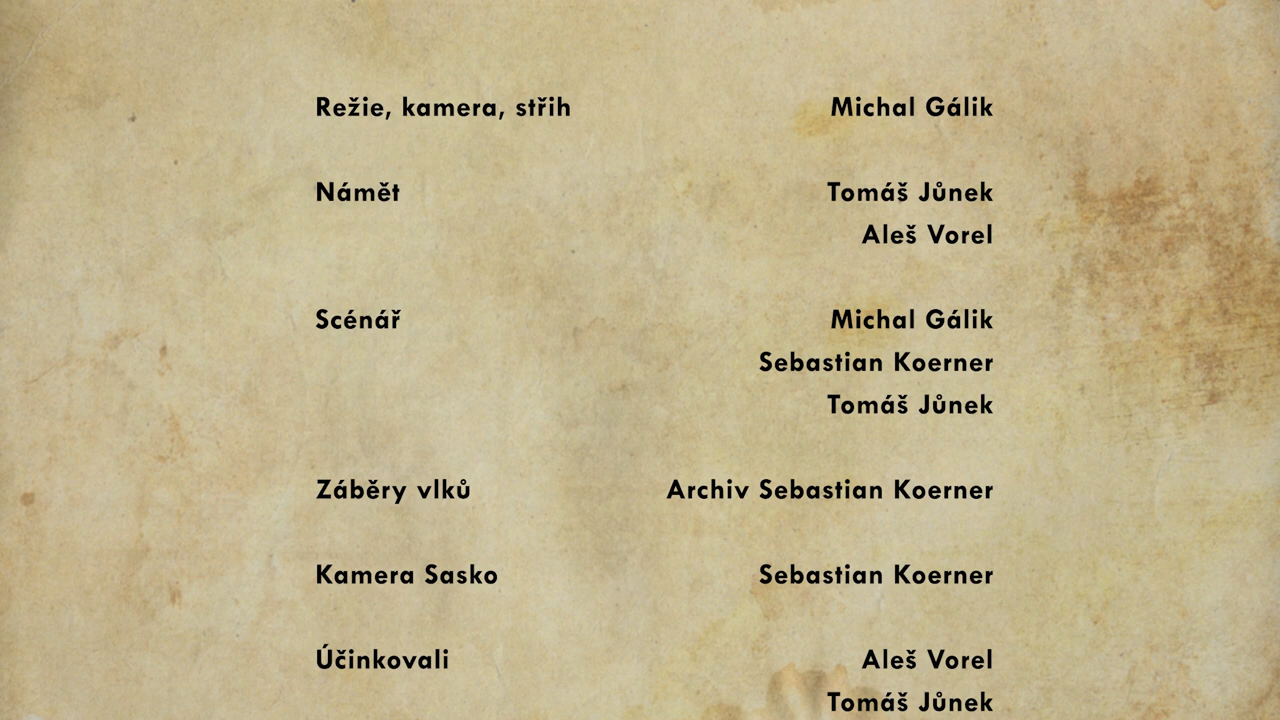 Režie, kamera, střih Michal Gálik
Námět Tomáš Jůnek
Aleš Vorel
Scénář Michal Gálik
Sebastian Koerner
Tomáš Jůnek
Záběry vlků Archiv Sebastian Koerner
Kamera Sasko Sebastian Koerner
Účinkovali Aleš Vorel
Tomáš Jůnek